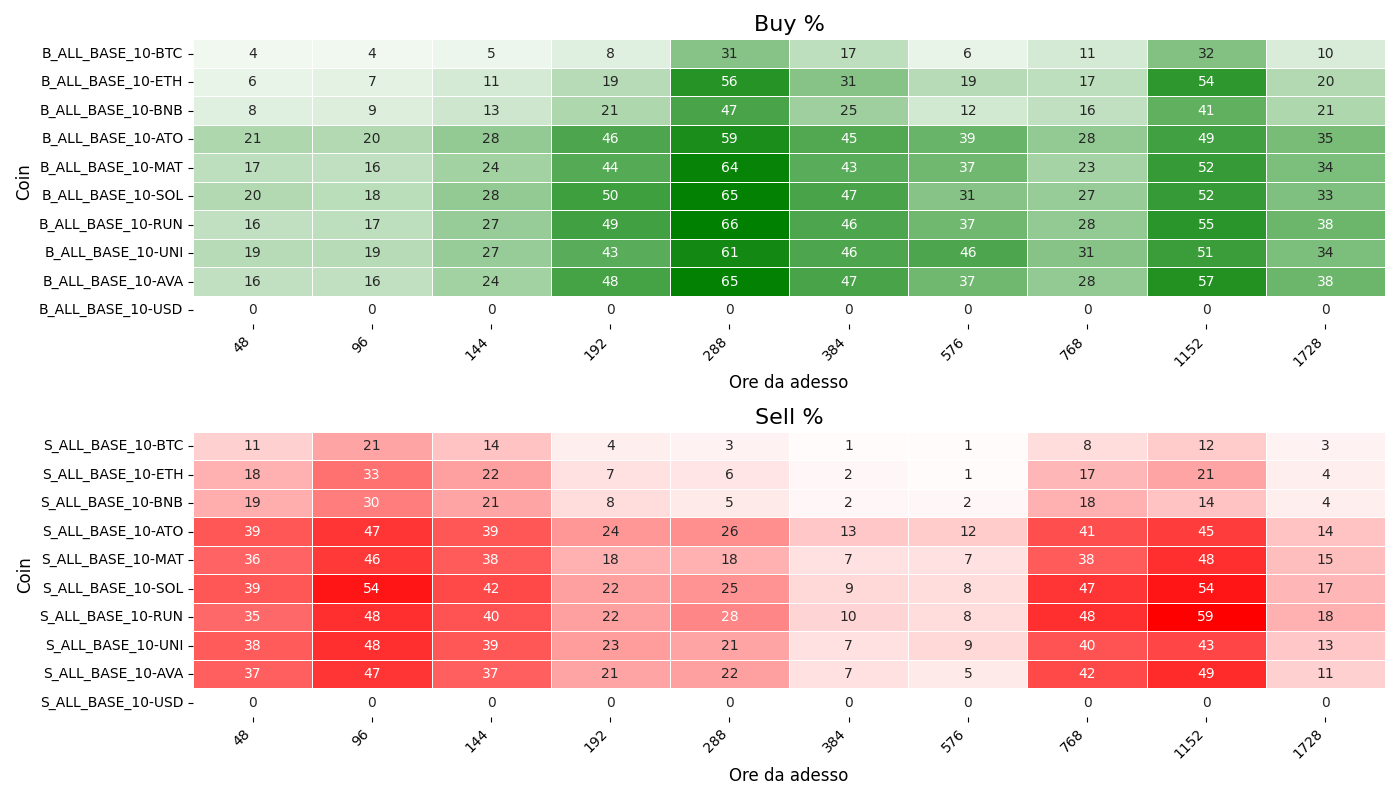 Buy %
Coin
B_ALL_BASE_10-BTC 4 4 5 8 31 17 6 11 32 10
B_ALL_BASE_10-ETH 6 7 11 19 56 31 19 17 54 20
B_ALL_BASE_10-BNB 8 9 13 21 47 25 12 16 41 21
B_ALL_BASE_10-ATO 21 20 28 46 59 45 39 28 49 35
B_ALL_BASE_10-MAT 17 16 24 44 64 43 37 23 52 34
B_ALL_BASE_10-SOL 20 18 28 50 65 47 31 27 52 33
B_ALL_BASE_10-RUN 16 17 27 49 66 46 37 28 55 38
B_ALL_BASE_10-UNI 19 19 27 43 61 46 46 31 51 34
B_ALL_BASE_10-AVA 16 16 24 48 65 47 37 28 57 38
B_ALL_BASE_10-USD 0 0 0 0 0 0 0 0 0 0
48 96 144 192 288 384 576 768 1152 1728
Ore da adesso
Sell %
Coin
S_ALL_BASE_10-BTC 11 21 14 4 3 1 1 8 12 3
S_ALL_BASE_10-ETH 18 33 22 7 6 2 1 17 21 4
S_ALL_BASE_10-BNB 19 30 21 8 5 2 2 18 14 4
S_ALL_BASE_10-ATO 39 47 39 24 26 13 12 41 45 14
S_ALL_BASE_10-MAT 36 46 38 18 18 7 7 38 48 15
S_ALL_BASE_10-SOL 39 54 42 22 25 9 8 47 54 17
S_ALL_BASE_10-RUN 35 48 40 22 28 10 8 48 59 18
S_ALL_BASE_10-UNI 38 48 39 23 21 7 9 40 43 13
S_ALL_BASE_10-AVA 37 47 37 21 22 7 5 42 49 11
S_ALL_BASE_10-USD 0 0 0 0 0 0 0 0 0 0
48 96 144 192 288 384 576 768 1152 1728
Ore da adesso